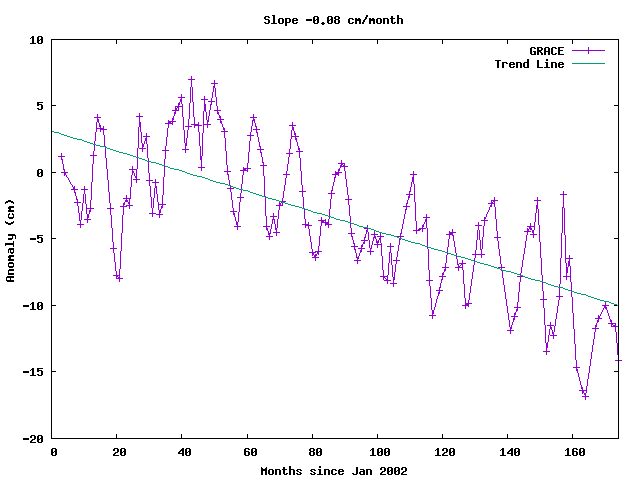 Slope -0.08 cm/month
GRACE
Trend Line
Anomaly (cm)
10
5
0
-5
-10
-15
-20
0 20 40 60 80 100 120 140 160
Months since Jan 2002